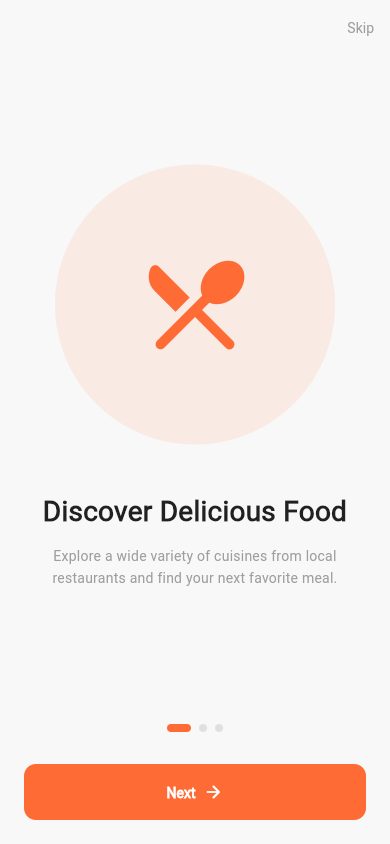 Skip
Discover Delicious Food
Explore a wide variety of cuisines from local
restaurants and find your next favorite meal.
Next